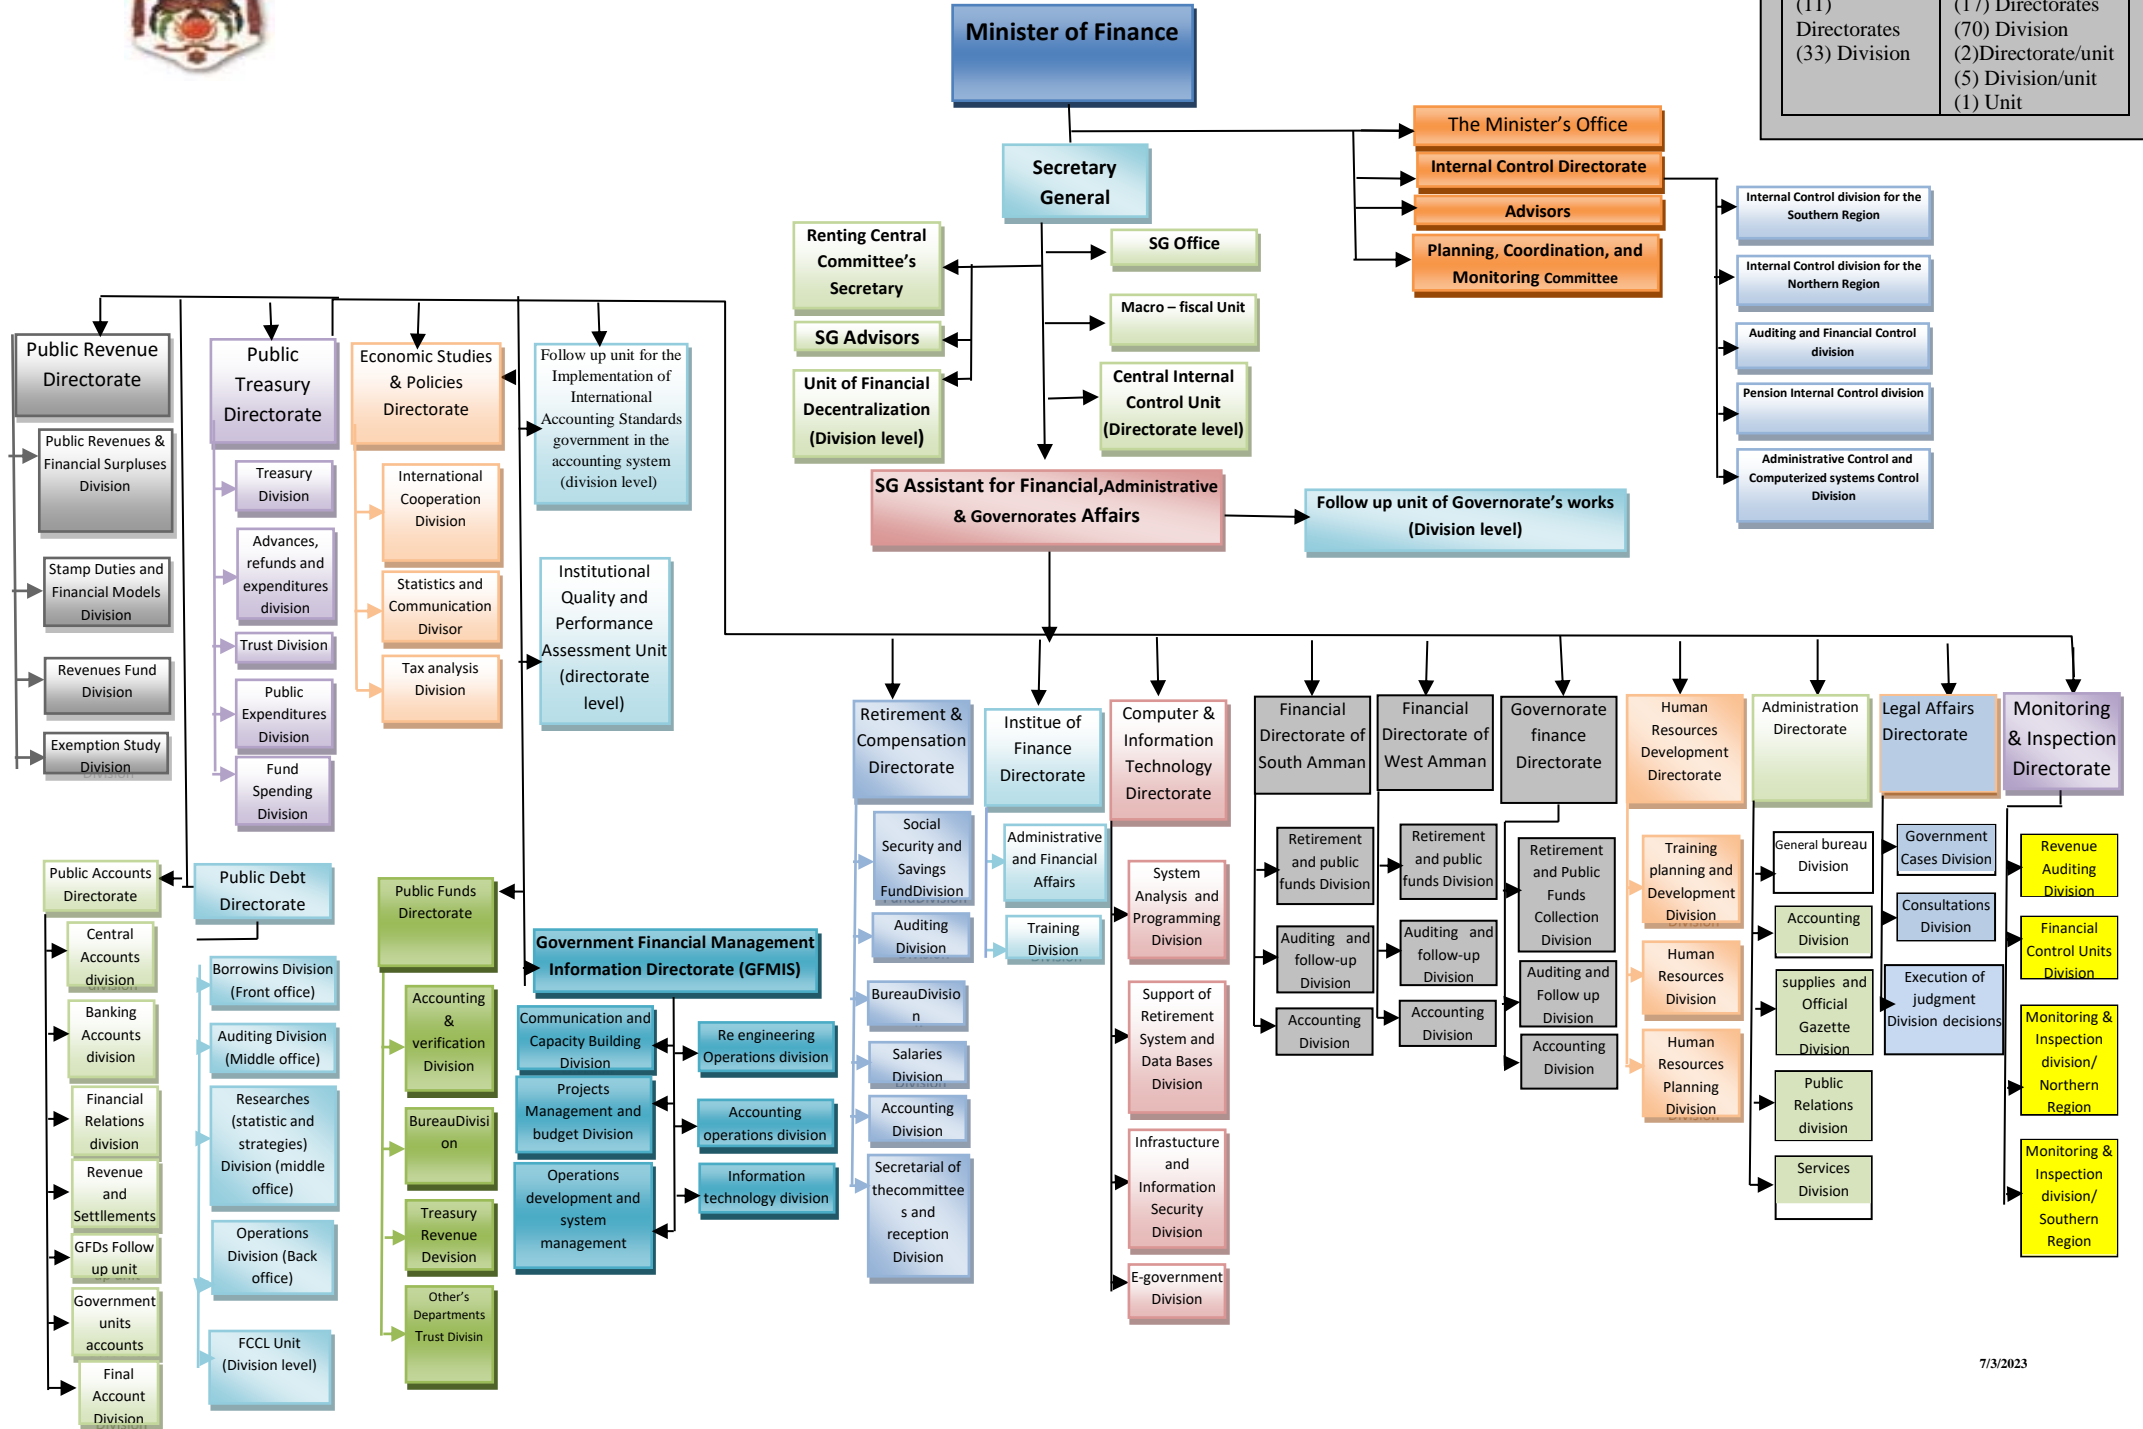 (11)
Directorates
(33) Division
(17) Directorates
(70) Division
(2)Directorate/unit
(5) Division/unit
(1) Unit
Minister of Finance
The Minister's Office
Internal Control Directorate
Advisors
Planning, Coordination, and
Monitoring Committee
Secretary
General
Internal Control division for the
Southern Region
Internal Control division for the
Northern Region
Auditing and Financial Control
division
Pension Internal Control division
Administrative Control and
Computerized systems Control
Division
Renting Central
Committee's
Secretary
SG Advisors
Unit of Financial
Decentralization
(Division level)
SG Office
Macro – fiscal Unit
Central Internal
Control Unit
(Directorate level)
SG Assistant for Financial,Administrative
& Governorates Affairs
Follow up unit of Governorate's works
(Division level)
Public Revenue
Directorate
Public Revenues &
Financial Surpluses
Division
Stamp Duties and
Financial Models
Division
Revenues Fund
Division
Exemption Study
Division
Public
Treasury
Directorate
Treasury
Division
Advances,
refunds and
expenditures
division
Trust Division
Public
Expenditures
Division
Fund
Spending
Division
Economic Studies
& Policies
Directorate
International
Cooperation
Division
Statistics and
Communication
Divisor
Tax analysis
Division
Follow up unit for the
Implementation of
International
Accounting Standards
government in the
accounting system
(division level)
Institutional
Quality and
Performance
Assessment Unit
(directorate
level)
Public Accounts
Directorate
Central
Accounts
division
Banking
Accounts
division
Financial
Relations
division
Revenue
and
Settllements
GFDs Follow
up unit
Government
units
accounts
Final
Account
Division
Public Debt
Directorate
Borrowins Division
(Front office)
Auditing Division
(Middle office)
Researches
(statistic and
strategies)
Division (middle
office)
Operations
Division (Back
office)
FCCL Unit
(Division level)
Public Funds
Directorate
Accounting
&
verification
Division
BureauDivisi
on
Treasury
Revenue
Devision
Other's
Departments
Trust Divisin
Government Financial Management
Information Directorate (GFMIS)
Communication and
Capacity Building
Division
Projects
Management and
budget Division
Operations
development and
system
management
Re engineering
Operations division
Accounting
operations division
Information
technology division
Retirement &
Compensation
Directorate
Social
Security and
Savings
FundDivision
Auditing
Division
BureauDivisio
n
Salaries
Division
Accounting
Division
Secretarial of
thecommittee
s and
reception
Division
Institue of
Finance
Directorate
Administrative
and Financial
Affairs
Training
Division
Computer &
Information
Technology
Directorate
System
Analysis and
Programming
Division
Support of
Retirement
System and
Data Bases
Division
Infrastucture
and
Information
Security
Division
E-government
Division
Financial
Directorate of
South Amman
Retirement
and public
funds Division
Auditing and
follow-up
Division
Accounting
Division
Financial
Directorate of
West Amman
Retirement
and public
funds Division
Auditing and
follow-up
Division
Accounting
Division
Governorate
finance
Directorate
Retirement
and Public
Funds
Collection
Division
Auditing and
Follow up
Division
Accounting
Division
Human
Resources
Development
Directorate
Training
planning and
Development
Division
Human
Resources
Division
Human
Resources
Planning
Division
Administration
Directorate
General bureau
Division
Accounting
Division
supplies and
Official
Gazette
Division
Public
Relations
division
Services
Division
Legal Affairs
Directorate
Government
Cases Division
Consultations
Division
Execution of
judgment
Division decisions
Monitoring
& Inspection
Directorate
Revenue
Auditing
Division
Financial
Control Units
Division
Monitoring &
Inspection
division/
Northern
Region
Monitoring &
Inspection
division/
Southern
Region
7/3/2023